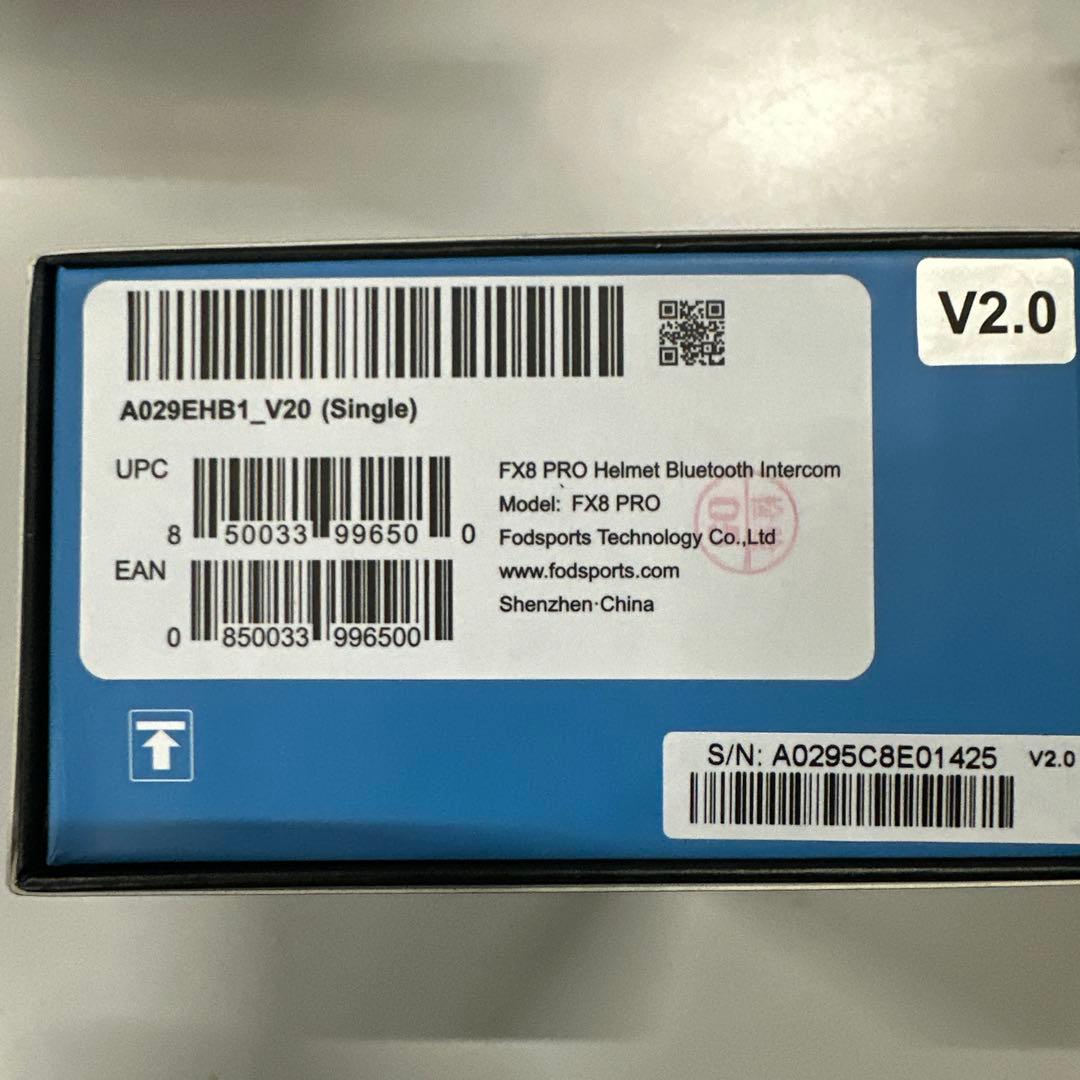 V2.0
A029EHB1_V20 (Single)
UPC
8 50033 99650 0
EAN
0 850033 996500
FX8 PRO Helmet Bluetooth Intercom
Model: FX8 PRO
Fodsports Technology Co.,Ltd
www.fodsports.com
Shenzhen·China
S/N: A0295C8E01425 V2.0